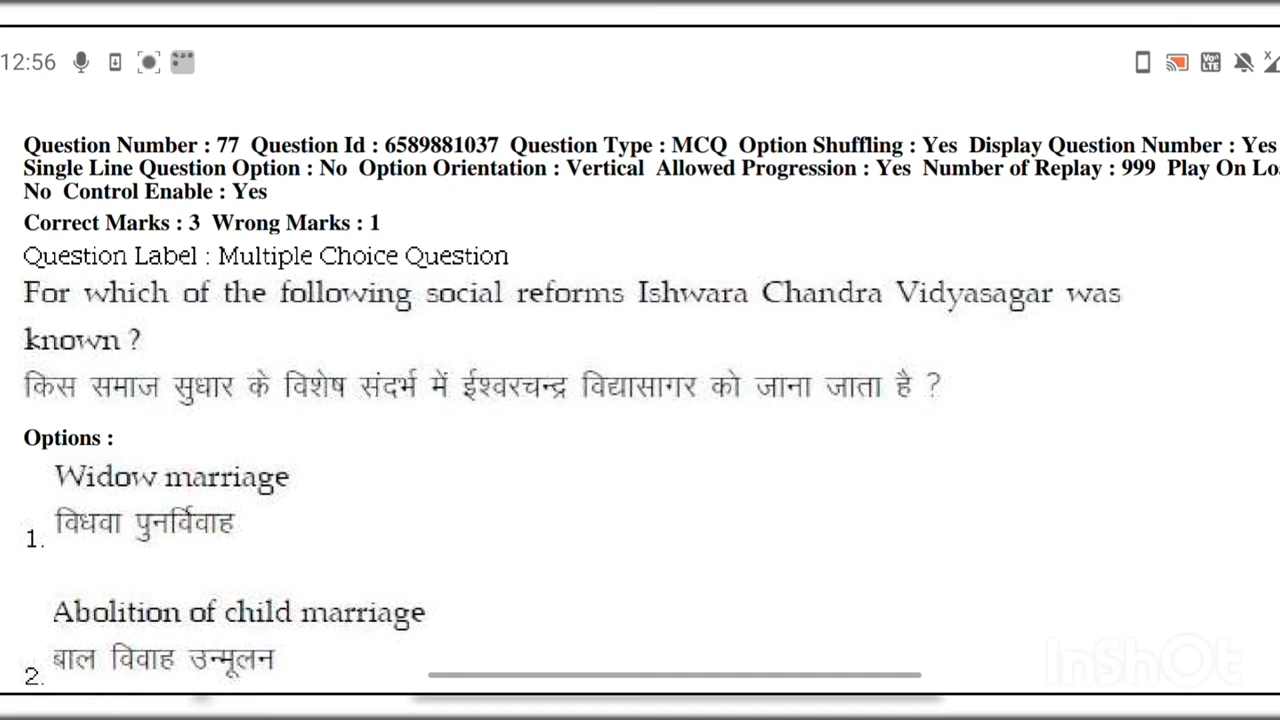 12:56
Question Number : 77 Question Id : 6589881037 Question Type : MCQ Option Shuffling : Yes Display Question Number : Yes
Single Line Question Option : No Option Orientation : Vertical Allowed Progression : Yes Number of Replay : 999 Play On
No Control Enable : Yes
Correct Marks : 3 Wrong Marks : 1
Question Label : Multiple Choice Question
For which of the following social reforms Ishwara Chandra Vidyasagar was
known ?
किस समाज सुधार के विशेष संदर्भ में ईश्वरचन्द्र विद्यासागर को जाना जाता है ?
Options :
Widow marriage
विधवा पुनर्विवाह
1.
Abolition of child marriage
बाल विवाह उन्मूलन
2.
InShOt